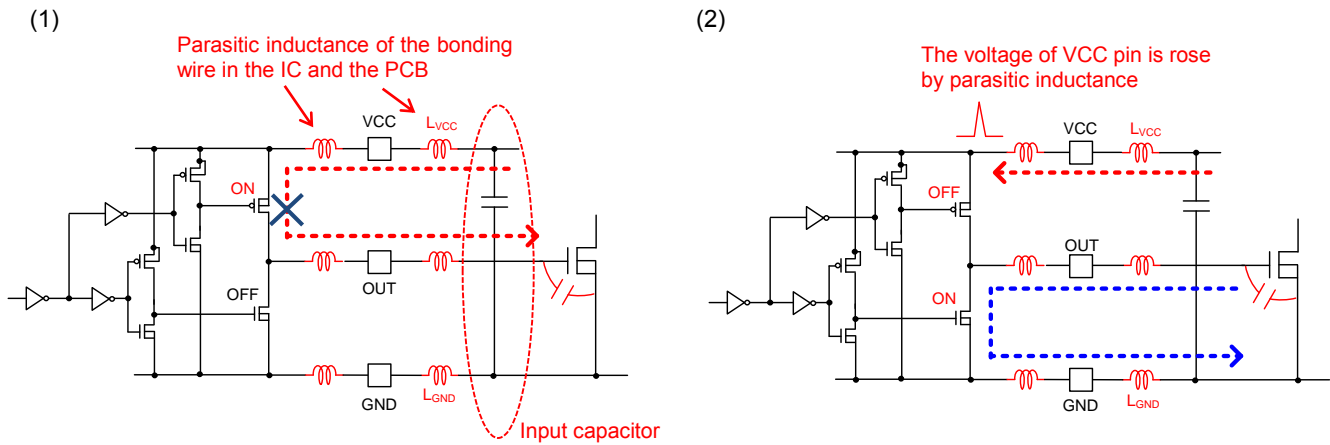 (1)
Parasitic inductance of the bonding
wire in the IC and the PCB
VCC
LVCC
ON
OFF
OUT
GND
LGND
Input capacitor
(2)
The voltage of VCC pin is rose
by parasitic inductance
VCC
LVCC
OFF
OUT
ON
GND
LGND